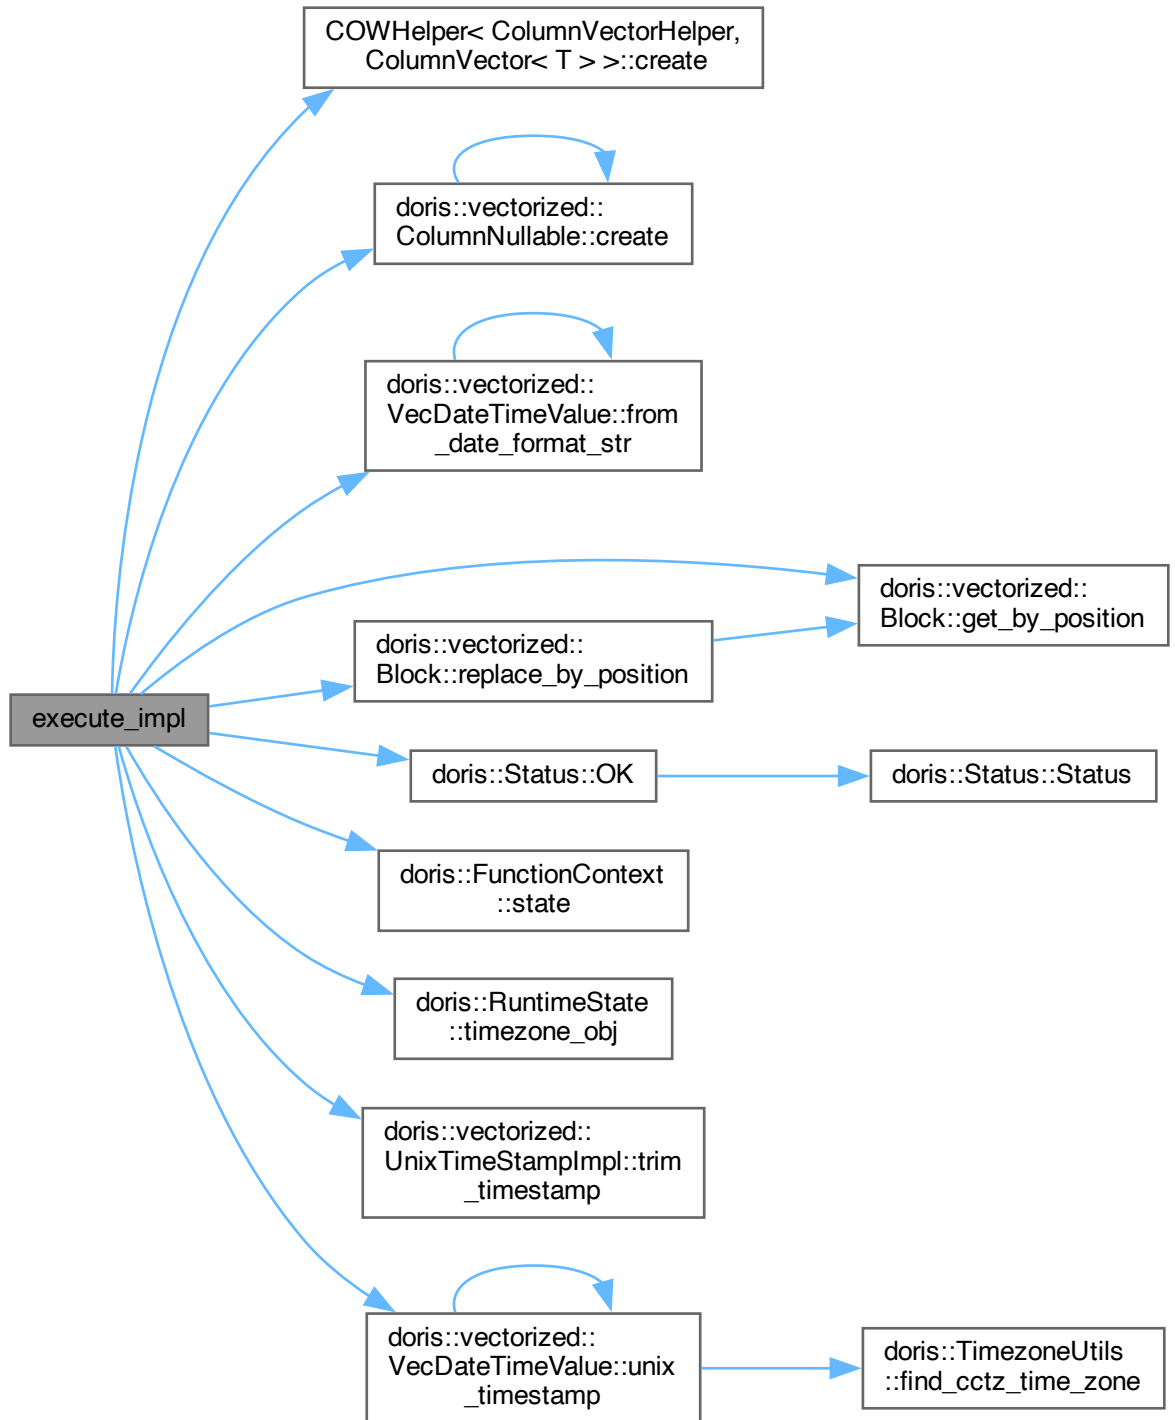 COWHelper< ColumnVectorHelper,
ColumnVector< T > >::create
doris::vectorized::
ColumnNullable::create
doris::vectorized::
VecDateTimeValue::from
_date_format_str
doris::vectorized::
Block::get_by_position
doris::vectorized::
Block::replace_by_position
execute_impl
doris::Status::OK
doris::Status::Status
doris::FunctionContext
::state
doris::RuntimeState
::timezone_obj
doris::vectorized::
UnixTimeStampImpl::trim
_timestamp
doris::vectorized::
VecDateTimeValue::unix
_timestamp
doris::TimezoneUtils
::find_cctz_time_zone